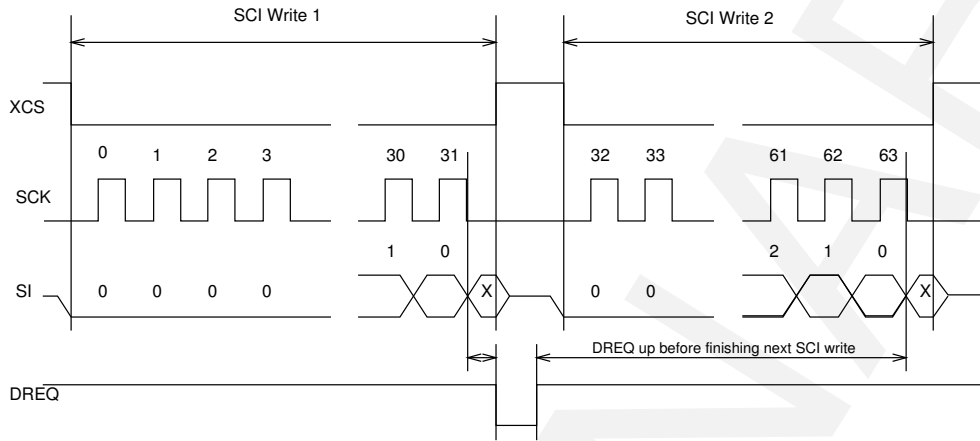 SCI Write 1 SCI Write 2
XCS
0 1 2 3 30 31 32 33 61 62 63
SCK
1 0 2 1 0
SI 0 0 0 0 X 0 0 X
DREQ up before finishing next SCI write
DREQ